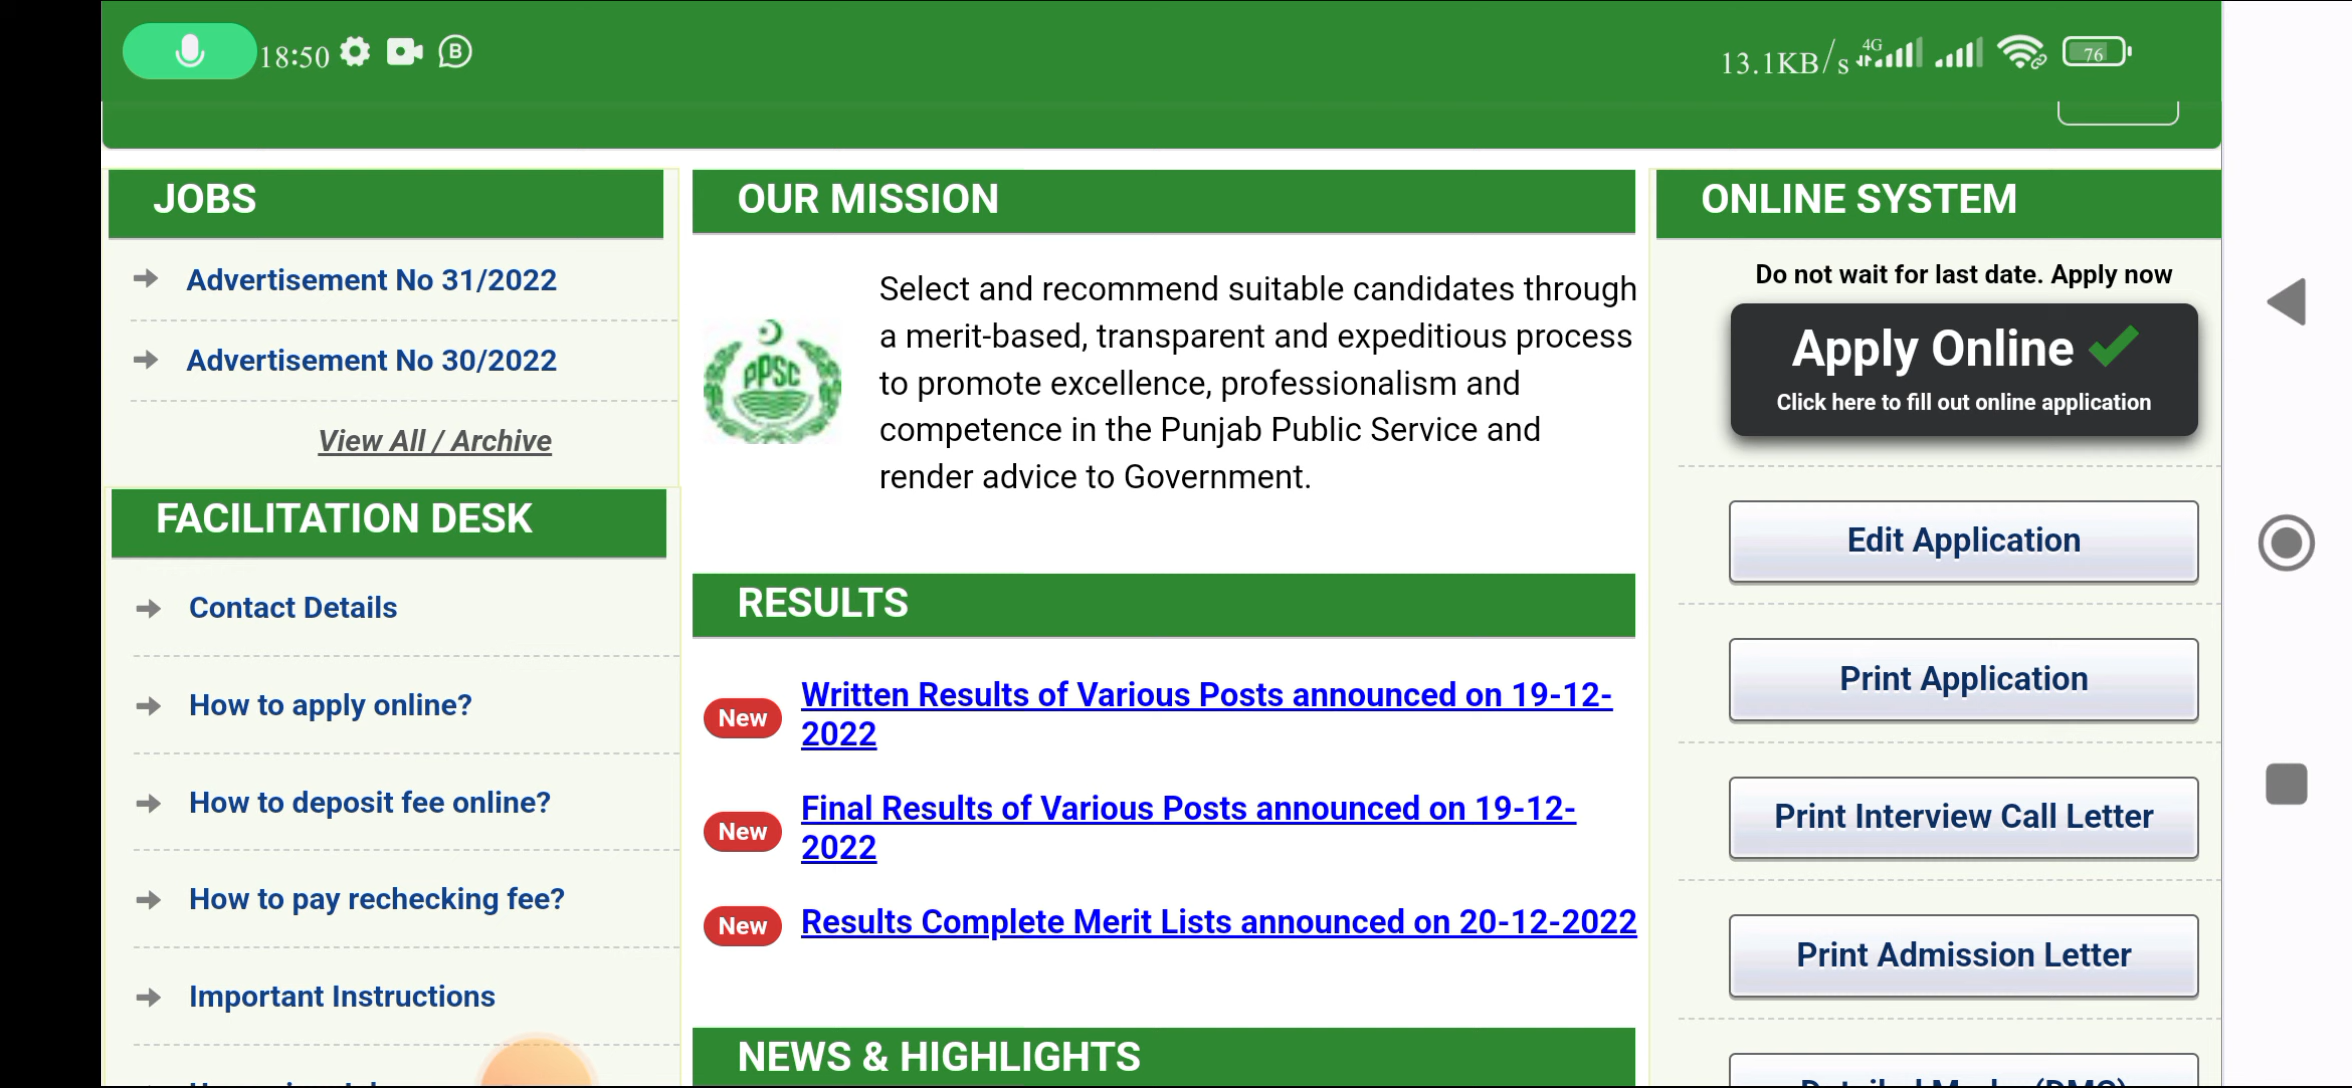 18:50
13.1KB/s 4G 76
JOBS
Advertisement No 31/2022
Advertisement No 30/2022
View All / Archive
FACILITATION DESK
Contact Details
How to apply online?
How to deposit fee online?
How to pay rechecking fee?
Important Instructions
OUR MISSION
PPSC
Select and recommend suitable candidates through
a merit-based, transparent and expeditious process
to promote excellence, professionalism and
competence in the Punjab Public Service and
render advice to Government.
RESULTS
New Written Results of Various Posts announced on 19-12-
2022
New Final Results of Various Posts announced on 19-12-
2022
New Results Complete Merit Lists announced on 20-12-2022
NEWS & HIGHLIGHTS
ONLINE SYSTEM
Do not wait for last date. Apply now
Apply Online
Click here to fill out online application
Edit Application
Print Application
Print Interview Call Letter
Print Admission Letter